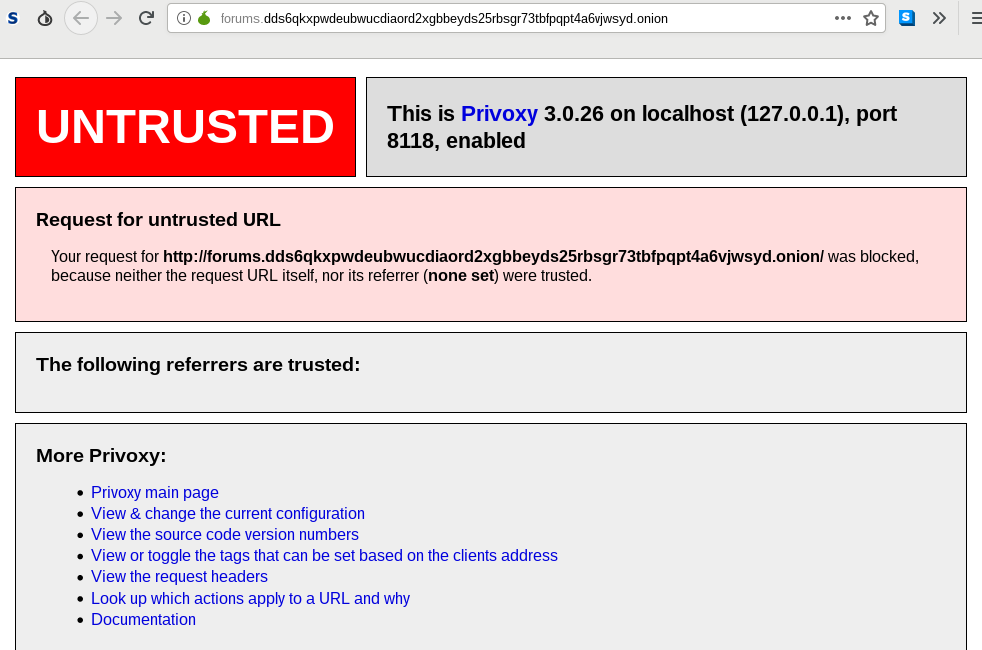 forums.dds6qkxpwdeubwucdiaord2xgbbeyds25rbsgr73tbfpqpt4a6vjwsyd.onion
UNTRUSTED
This is Privoxy 3.0.26 on localhost (127.0.0.1), port
8118, enabled
Request for untrusted URL
Your request for http://forums.dds6qkxpwdeubwucdiaord2xgbbeyds25rbsgr73tbfpqpt4a6vjwsyd.onion/ was blocked,
because neither the request URL itself, nor its referrer (none set) were trusted.
The following referrers are trusted:
More Privoxy:
Privoxy main page
View & change the current configuration
View the source code version numbers
View or toggle the tags that can be set based on the clients address
View the request headers
Look up which actions apply to a URL and why
Documentation